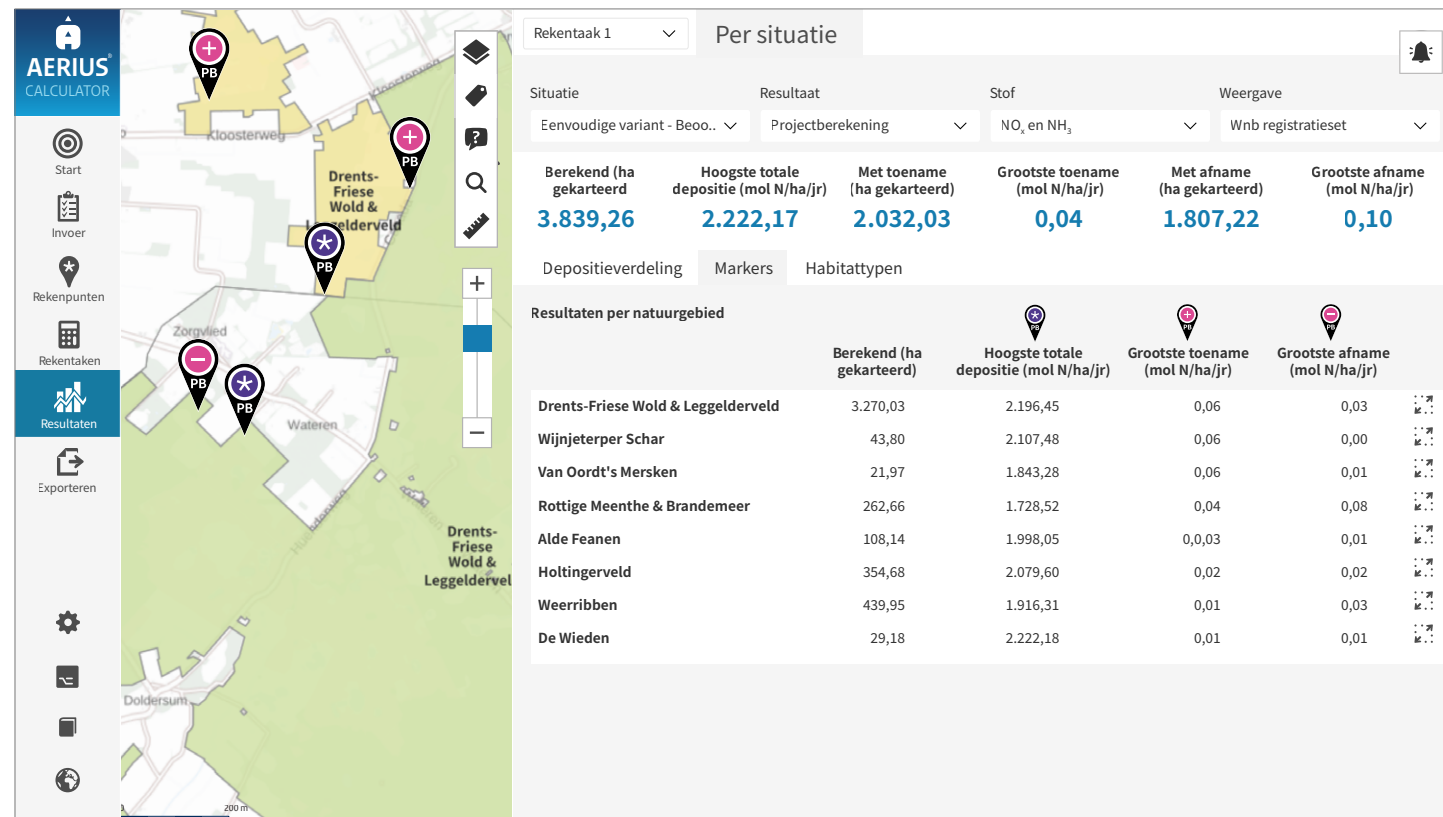 AERIUS®
CALCULATOR
Start
Invoer
Rekenpunten
Rekentaken
Resultaten
Exporteren
PB
Kloosterweg
Kloosterweg
PB
Drents-
Friese
Wold &
Leggelderveld
PB
Zorgvlied
PB
PB
Wateren
Drents-
Friese
Wold &
Leggeldervel
Doldersum
200 m
Rekentaak 1
Per situatie
Situatie Resultaat Stof Weergave
Eenvoudige variant - Beoo.. Projectberekening NOx en NH3 Wnb registratieset
Berekend (ha Hoogste totale Met toename Grootste toename Met afname Grootste afname
gekarteerd depositie (mol N/ha/jr) (ha gekarteerd) (mol N/ha/jr) (ha gekarteerd) (mol N/ha/jr)
3.839,26 2.222,17 2.032,03 0,04 1.807,22 0,10
Depositieverdeling Markers Habitattypen
Resultaten per natuurgebied
PB PB PB
Berekend (ha Hoogste totale Grootste toename Grootste afname
gekarteerd) depositie (mol N/ha/jr) (mol N/ha/jr) (mol N/ha/jr)
Drents-Friese Wold & Leggelderveld 3.270,03 2.196,45 0,06 0,03
Wijnjeterper Schar 43,80 2.107,48 0,06 0,00
Van Oordt's Mersken 21,97 1.843,28 0,06 0,01
Rottige Meenthe & Brandemeer 262,66 1.728,52 0,04 0,08
Alde Feanen 108,14 1.998,05 0,0,03 0,01
Holtingerveld 354,68 2.079,60 0,02 0,02
Weerribben 439,95 1.916,31 0,01 0,03
De Wieden 29,18 2.222,18 0,01 0,01